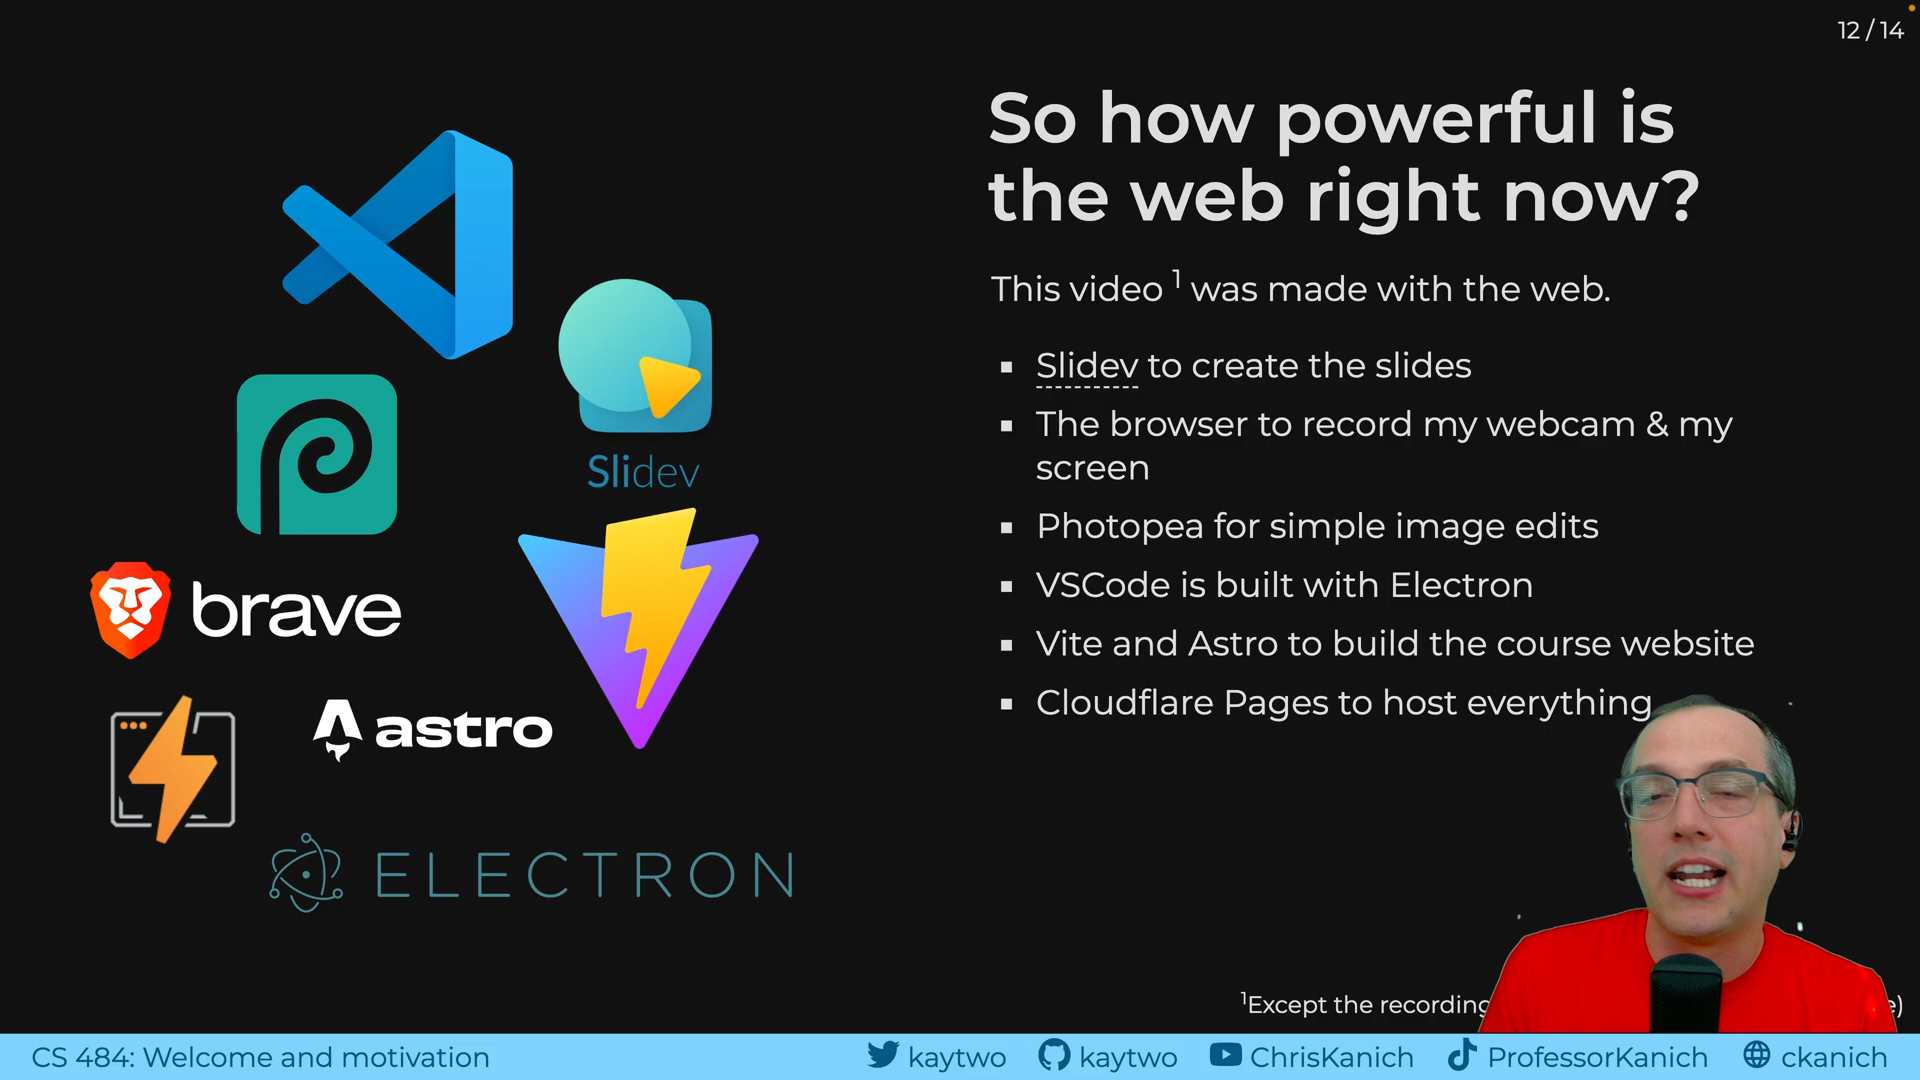 12 / 14
So how powerful is
the web right now?
This video 1 was made with the web.
Slidev to create the slides
The browser to record my webcam & my
screen
Photopea for simple image edits
VSCode is built with Electron
Vite and Astro to build the course website
Cloudflare Pages to host everything
Slidev
brave
astro
ELECTRON
1Except the recording
CS 484: Welcome and motivation
kaytwo
kaytwo
ChrisKanich
ProfessorKanich
ckanich